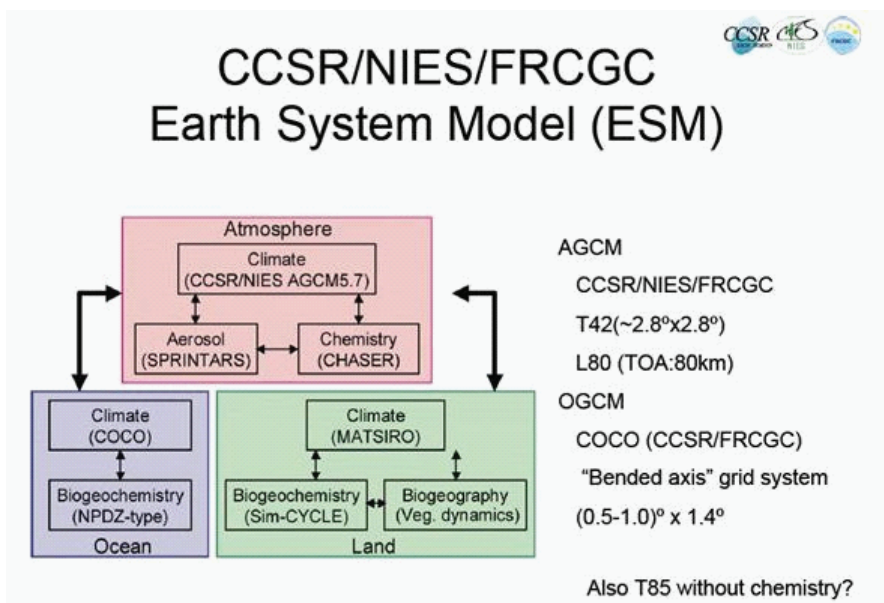 CCSR
NIES
CCSR/NIES/FRCGC
Earth System Model (ESM)
Atmosphere
Climate
(CCSR/NIES AGCM5.7)
Aerosol
(SPRINTARS)
Chemistry
(CHASER)
Climate
(COCO)
Biogeochemistry
(NPDZ-type)
Ocean
Climate
(MATSIRO)
Biogeochemistry
(Sim-CYCLE)
Biogeography
(Veg. dynamics)
Land
AGCM
CCSR/NIES/FRCGC
T42(~2.8ºx2.8º)
L80 (TOA:80km)
OGCM
COCO (CCSR/FRCGC)
“Bended axis” grid system
(0.5-1.0)º x 1.4º
Also T85 without chemistry?